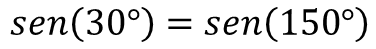 sen(30°) = sen(150°)